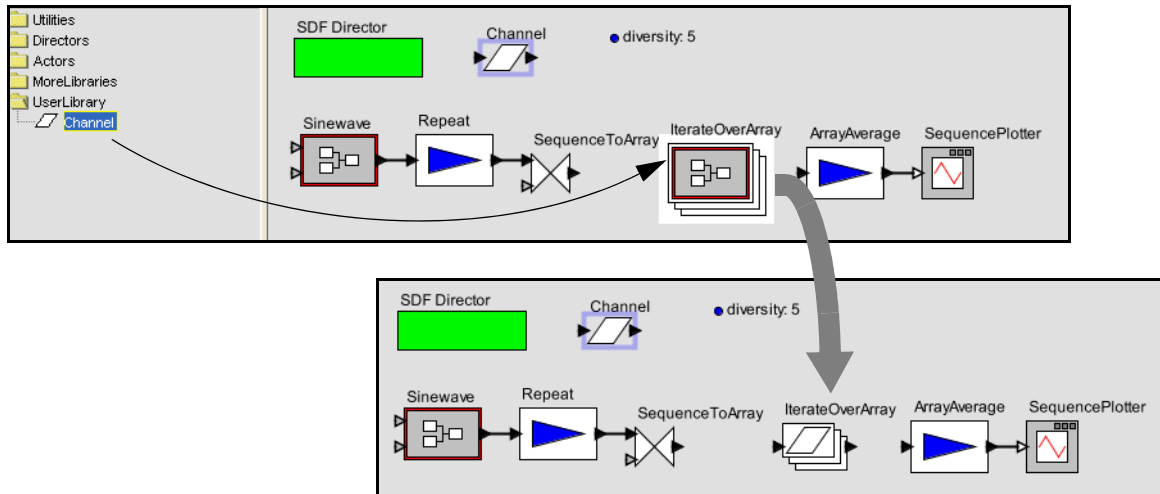 Utilities
Directors
Actors
MoreLibraries
UserLibrary
Channel
SDF Director
Channel
diversity: 5
Sinewave
Repeat
SequenceToArray
IterateOverArray
ArrayAverage
SequencePlotter
SDF Director
Channel
diversity: 5
Sinewave
Repeat
SequenceToArray
IterateOverArray
ArrayAverage
SequencePlotter